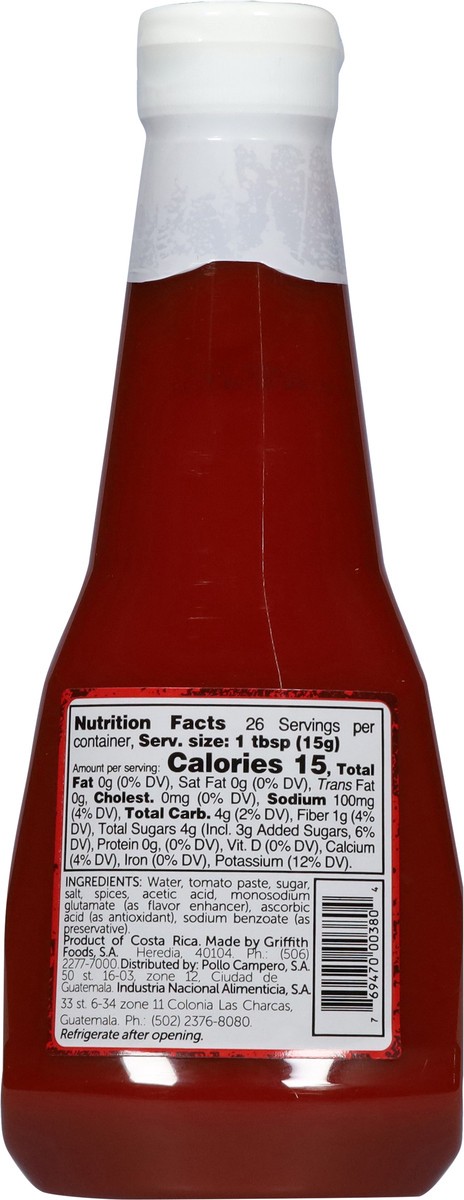 Nutrition Facts 26 Servings per
container, Serv. size: 1 tbsp (15g)
Amount per serving: Calories 15, Total
Fat 0g (0% DV), Sat Fat 0g (0% DV), Trans Fat
0g, Cholest. 0mg (0% DV), Sodium 100mg
(4% DV), Total Carb. 4g (2% DV), Fiber 1g (4%
DV), Total Sugars 4g (Incl. 3g Added Sugars, 6%
DV), Protein 0g, (0% DV), Vit. D (0% DV), Calcium
(4% DV), Iron (0% DV), Potassium (12% DV).
INGREDIENTS: Water, tomato paste, sugar,
salt, spices, acetic acid, monosodium
glutamate (as flavor enhancer), ascorbic
acid (as antioxidant), sodium benzoate (as
preservative).
Product of Costa Rica. Made by Griffith
Foods, S.A. Heredia, 40104. Ph.: (506)
2277-7000 Distributed by: Pollo Campero, S.A.
50 st. 16-03, zone 12, Ciudad de
Guatemala. Industria Nacional Alimenticia, S.A.
33 st. 6-34 zone 11 Colonia Las Charcas,
Guatemala. Ph.: (502) 2376-8080.
Refrigerate after opening.
7 69470 00380 4